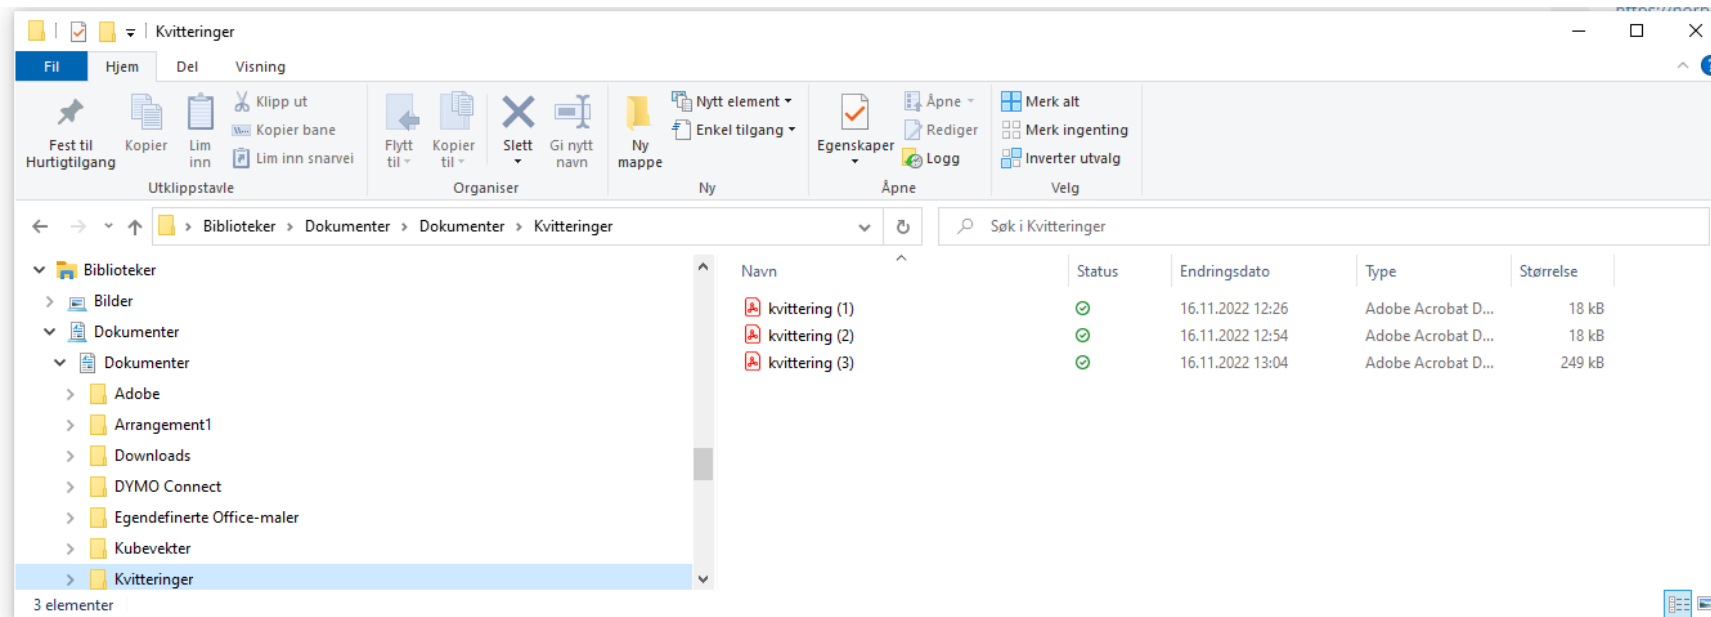 Kvitteringer
Fil Hjem Del Visning
Fest til Hurtigtilgang
Kopier
Lim inn
Klipp ut
Kopier bane
Lim inn snarvei
Utklippstavle
Flytt til
Kopier til
Slett
Gi nytt navn
Organiser
Ny mappe
Nytt element
Enkel tilgang
Ny
Egenskaper
Åpne
Rediger
Logg
Åpne
Merk alt
Merk ingenting
Inverter utvalg
Velg
Biblioteker > Dokumenter > Dokumenter > Kvitteringer
Søk i Kvitteringer
Biblioteker
Bilder
Dokumenter
Dokumenter
Adobe
Arrangement1
Downloads
DYMO Connect
Egendefinerte Office-maler
Kubevekter
Kvitteringer
Navn Status Endringsdato Type Størrelse
kvittering (1) 16.11.2022 12:26 Adobe Acrobat D... 18 kB
kvittering (2) 16.11.2022 12:54 Adobe Acrobat D... 18 kB
kvittering (3) 16.11.2022 13:04 Adobe Acrobat D... 249 kB
3 elementer